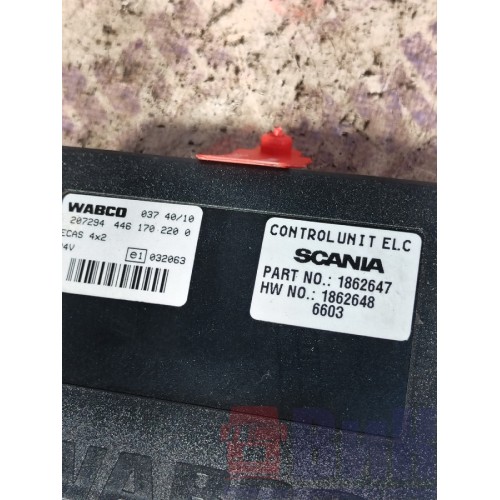 WABCO 037 40/10
207294 446 170 220 0
ECAS 4x2
4V
e1 032063
CONTROLUNIT ELC
SCANIA
PART NO.: 1862647
HW NO.: 1862648
6603